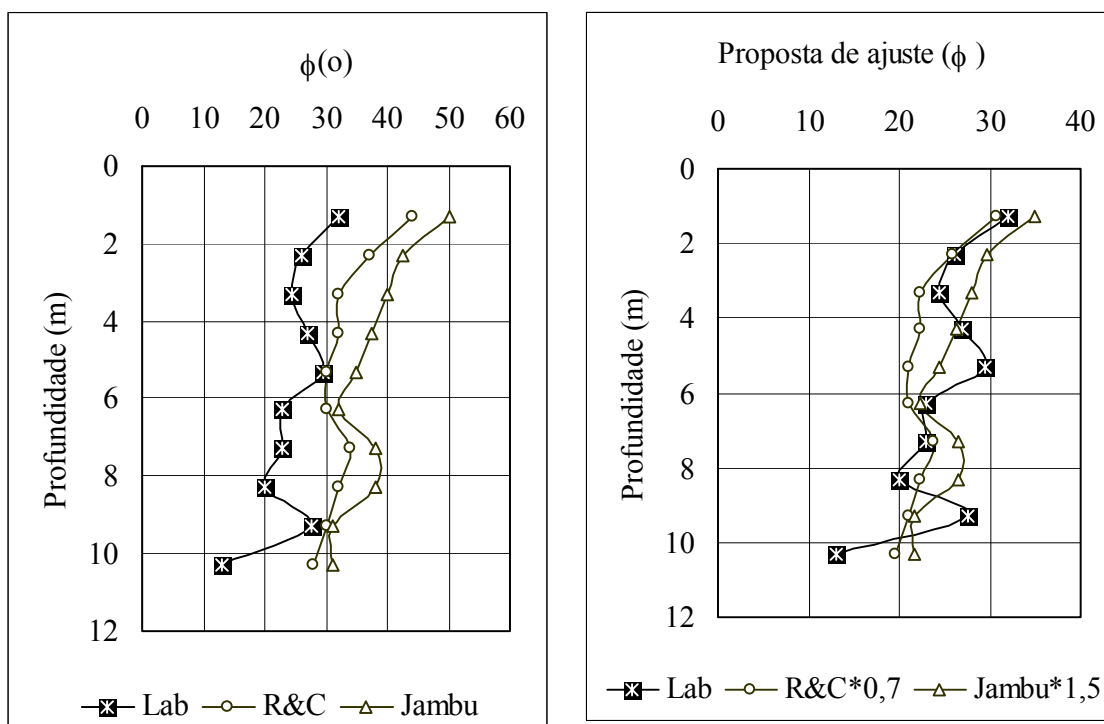 ϕ(o)
0 10 20 30 40 50 60
0
2
4
6
8
10
12
Profundidade (m)
Lab R&C Jambu
Proposta de ajuste (ϕ )
0 20 30 40
0
2
4
6
8
10
12
Profundidade (m)
Lab R&C*0,7 Jambu*1,5